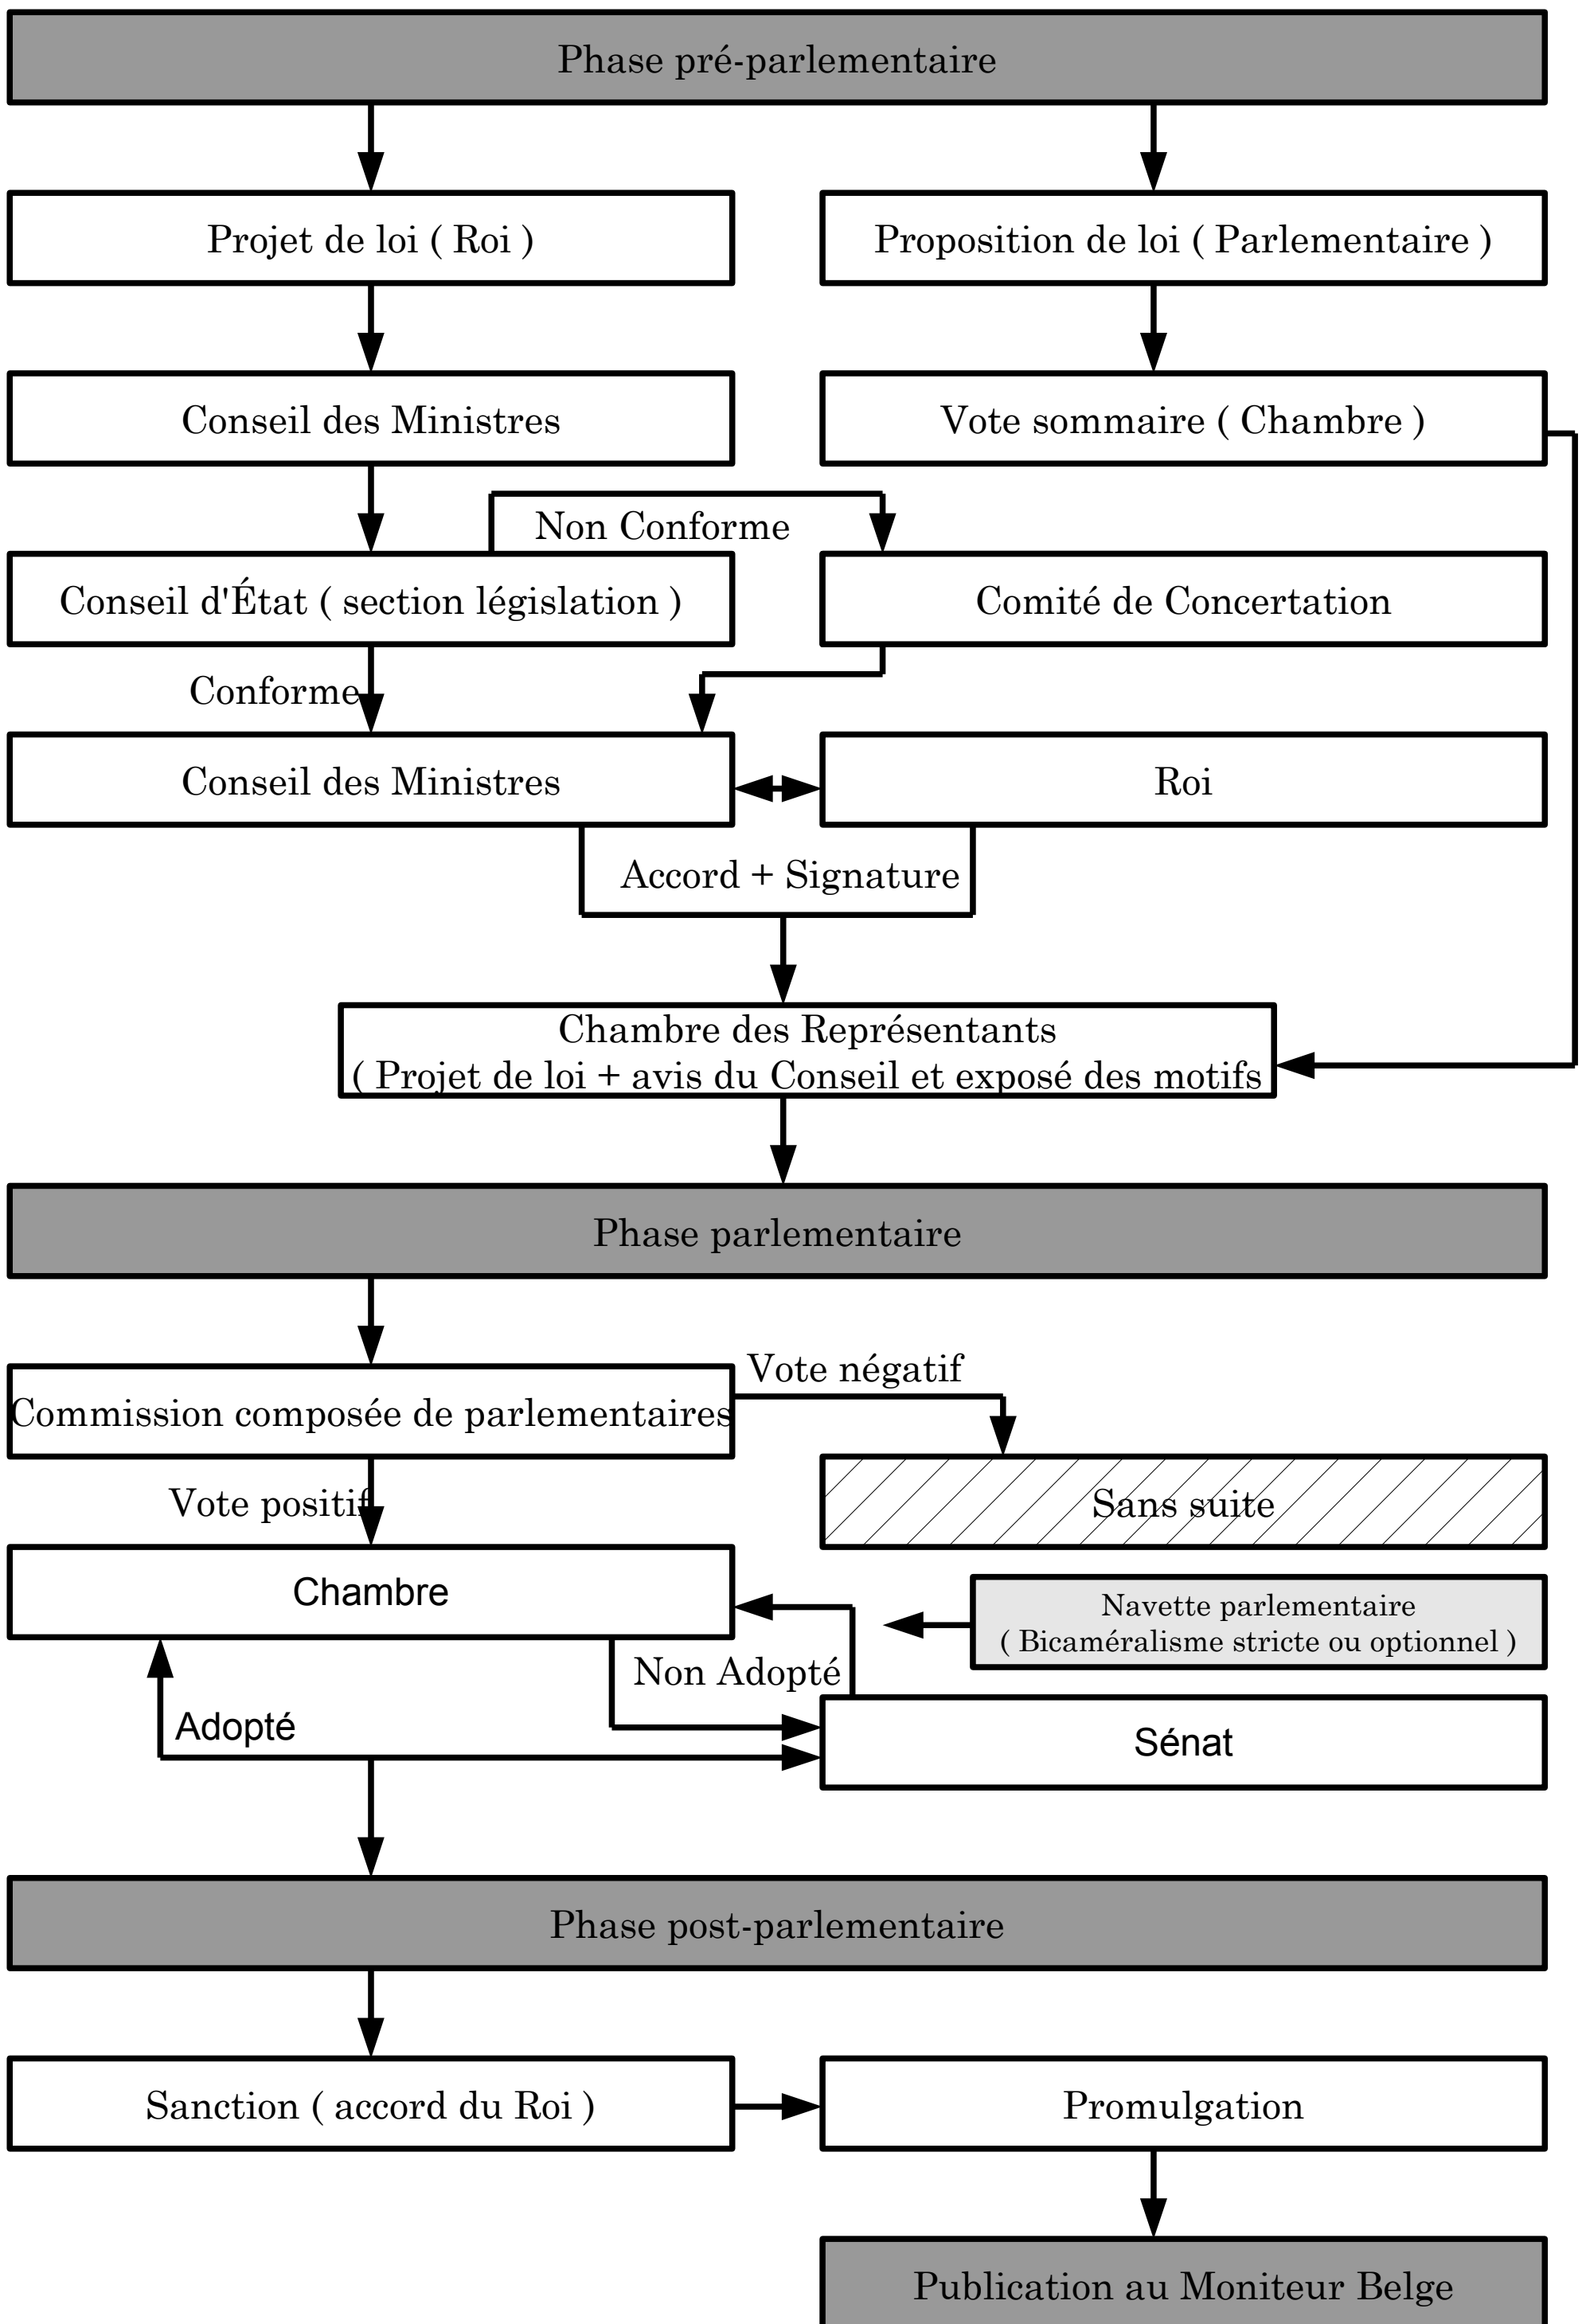 Phase pré-parlementaire
Projet de loi ( Roi )
Proposition de loi ( Parlementaire )
Conseil des Ministres
Vote sommaire ( Chambre )
Non Conforme
Conseil d'État ( section législation )
Comité de Concertation
Conforme
Conseil des Ministres
Roi
Accord + Signature
Chambre des Représentants
( Projet de loi + avis du Conseil et exposé des motifs
Phase parlementaire
Vote négatif
Commission composée de parlementaires
Vote positif
Sans suite
Chambre
Navette parlementaire
( Bicaméralisme stricte ou optionnel )
Non Adopté
Adopté
Sénat
Phase post-parlementaire
Sanction ( accord du Roi )
Promulgation
Publication au Moniteur Belge